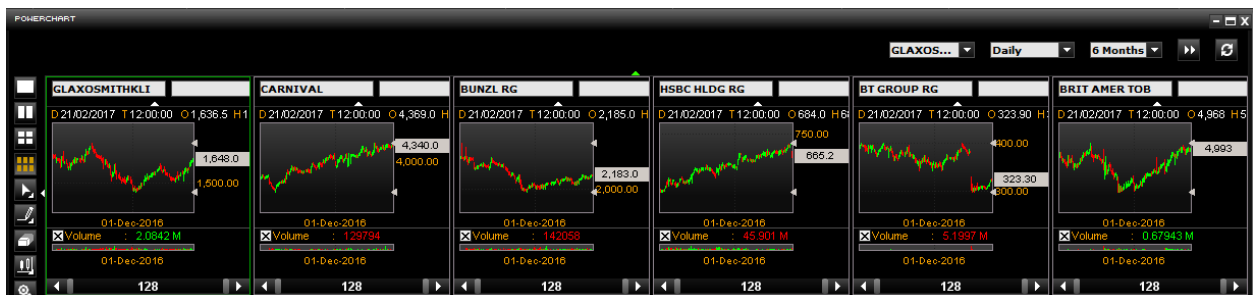 POWERCHART
GLAXOS... Daily 6 Months
GLAXOSMITHKLI CARNIVAL BUNZL RG HSBC HLDG RG BT GROUP RG BRIT AMER TOB
D 21/02/2017 T 12:00:00 O 1,636.5 H 1 D 21/02/2017 T 12:00:00 O 4,369.0 H D 21/02/2017 T 12:00:00 O 2,185.0 H D 21/02/2017 T 12:00:00 O 684.0 H 6 D 21/02/2017 T 12:00:00 O 323.90 H D 21/02/2017 T 12:00:00 O 4,968 H 5
750.00 400.00
4,340.0 4,993
1,648.0 4,000.00 665.2
1,500.00 2,183.0 323.30
2,000.00 300.00
01-Dec-2016 01-Dec-2016 01-Dec-2016 01-Dec-2016 01-Dec-2016 01-Dec-2016
Volume : 2.0842 M Volume : 129794 Volume : 142058 Volume : 45.901 M Volume : 5.1997 M Volume : 0.67943 M
01-Dec-2016 01-Dec-2016 01-Dec-2016 01-Dec-2016 01-Dec-2016 01-Dec-2016
128 128 128 128 128 128